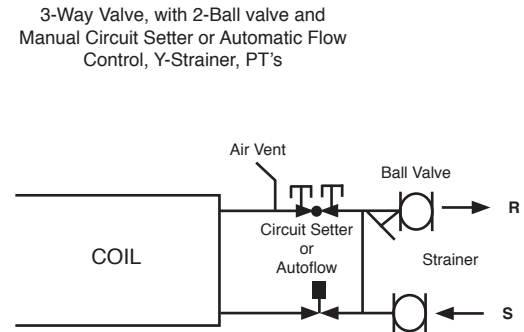 3-Way Valve, with 2-Ball valve and
Manual Circuit Setter or Automatic Flow
Control, Y-Strainer, PT's
Air Vent
Ball Valve
R
Circuit Setter
or
Autoflow
COIL
Strainer
S